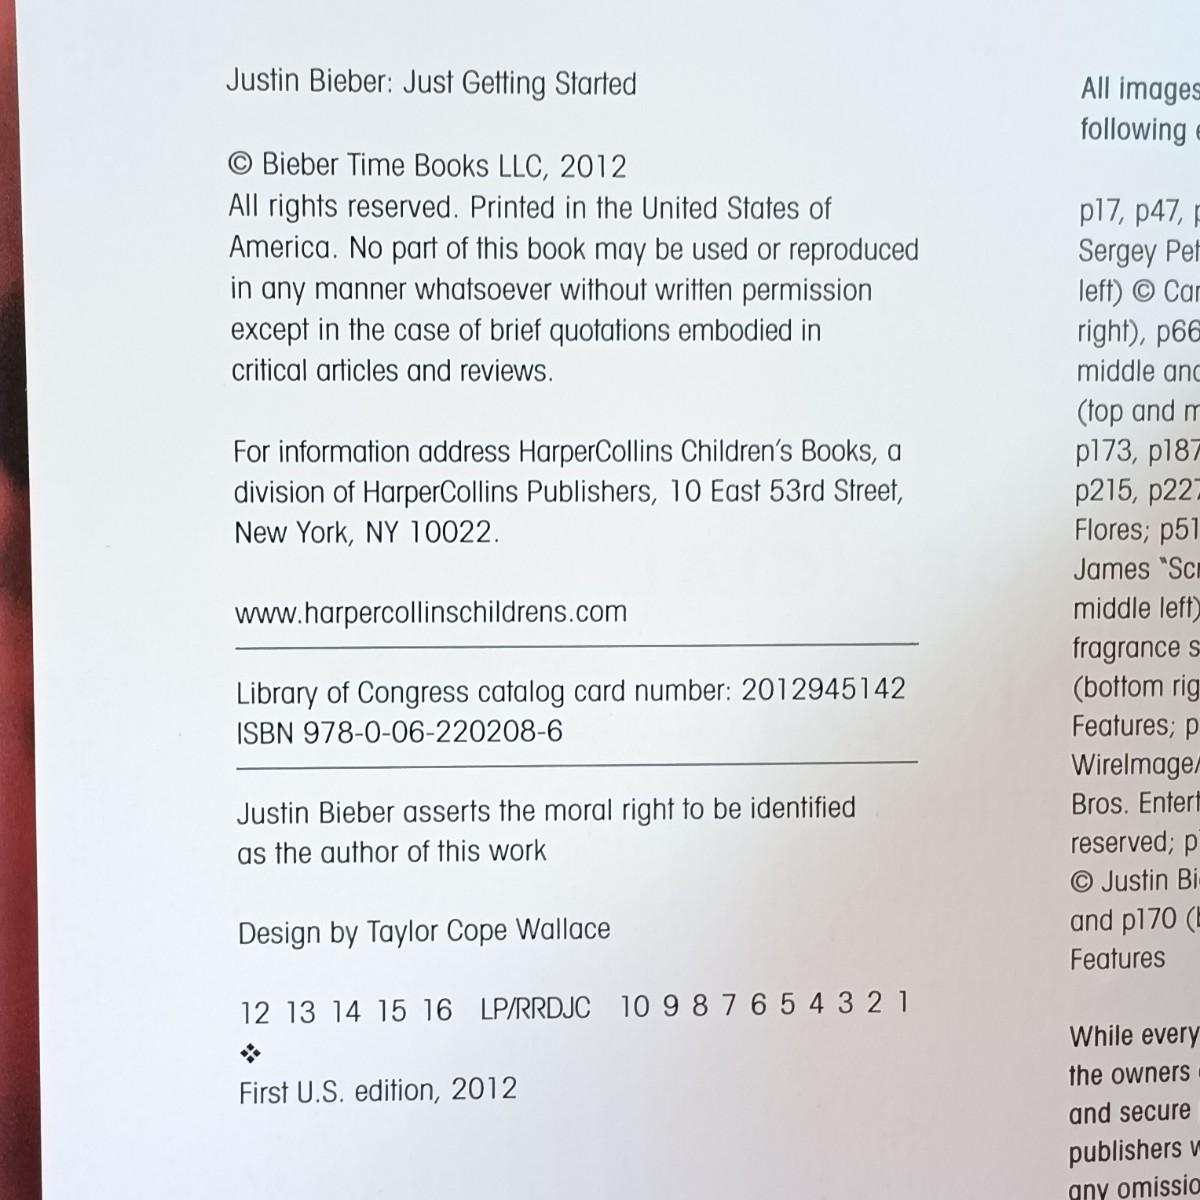 Justin Bieber: Just Getting Started
© Bieber Time Books LLC, 2012
All rights reserved. Printed in the United States of
America. No part of this book may be used or reproduced
in any manner whatsoever without written permission
except in the case of brief quotations embodied in
critical articles and reviews.
For information address HarperCollins Children's Books, a
division of HarperCollins Publishers, 10 East 53rd Street,
New York, NY 10022.
www.harpercollinschildrens.com
Library of Congress catalog card number: 2012945142
ISBN 978-0-06-220208-6
Justin Bieber asserts the moral right to be identified
as the author of this work
Design by Taylor Cope Wallace
12 13 14 15 16 LP/RRDJC 10 9 8 7 6 5 4 3 2 1
❖
First U.S. edition, 2012
All images
following
p17, p47,
Sergey
left) ©
right), p66
middle
(top and
p173, p187
p215, p227
Flores; p51
James
middle left)
fragrance
(bottom
Features;
WireImage/
Bros.
reserved;
© Justin
and p170
Features
While every
the owners
and secure
publishers
any